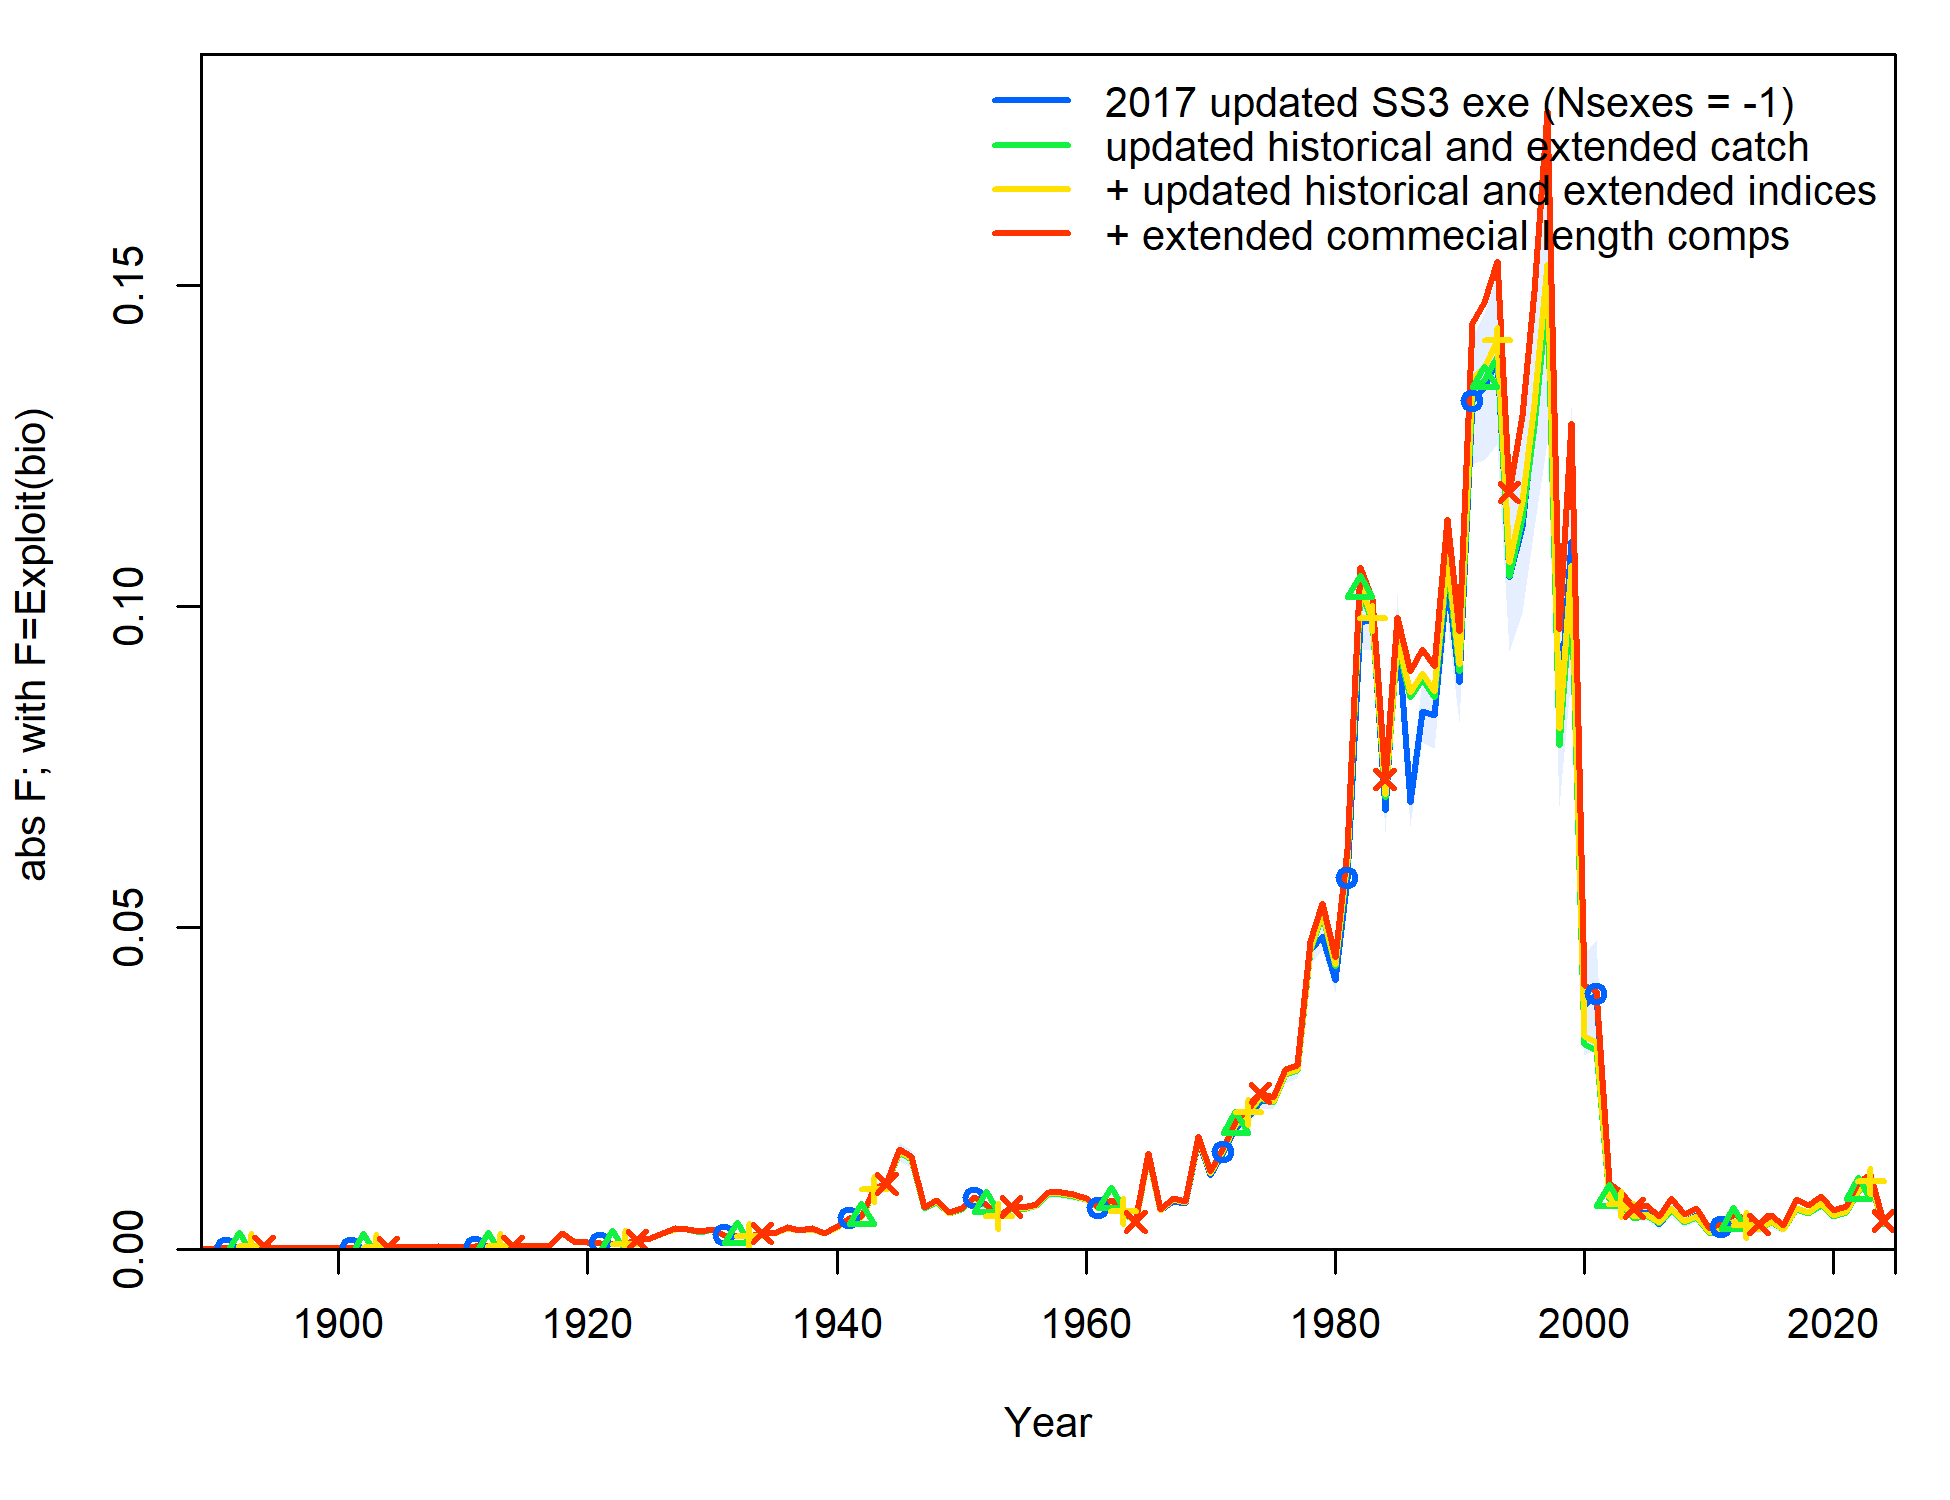 2017 updated SS3 exe (Nsexes = -1)
updated historical and extended catch
+ updated historical and extended indices
+ extended commecial length comps
abs F; with F=Exploit(bio)
0.15
0.10
0.05
0.00
1900 1920 1940 1960 1980 2000 2020
Year